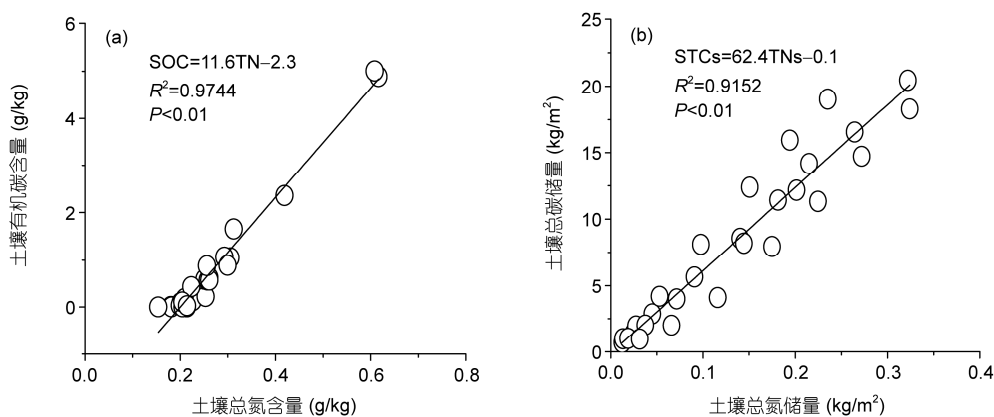 (a)
SOC=11.6TN−2.3
R²=0.9744
P<0.01
土壤有机碳含量 (g/kg)
6
4
2
0
0.0 0.2 0.4 0.6 0.8
土壤总氮含量 (g/kg)
(b)
STCs=62.4TNs−0.1
R²=0.9152
P<0.01
土壤总碳储量 (kg/m²)
25
20
15
10
5
0
0.0 0.1 0.2 0.3 0.4
土壤总氮储量 (kg/m²)